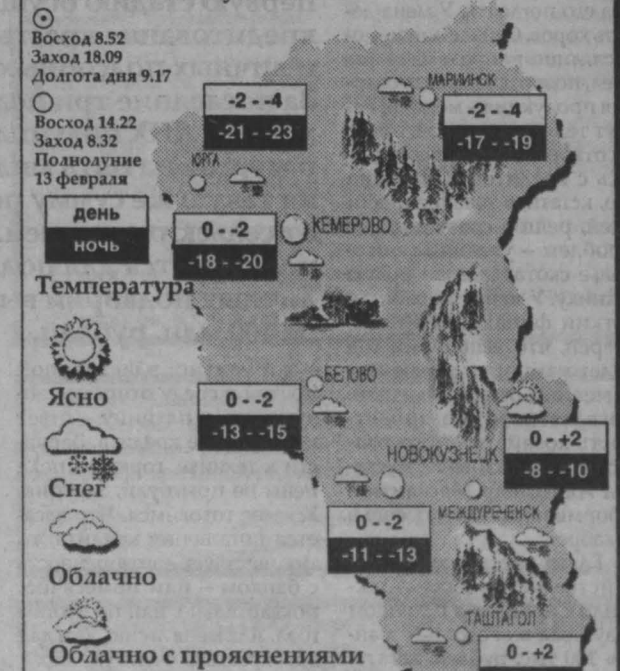 Восход 8.52
Заход 18.09
Долгота дня 9.17
Восход 14.22
Заход 8.32
Полнолуние
13 февраля
день
ночь
Температура
Ясно
Снег
Облачно
Облачно с прояснениями
-2 - -4
-21 - -23
ЮРГА
МАРИИНСК
-2 - -4
-17 - -19
КЕМЕРОВО
0 - -2
-18 - -20
БЕЛОВО
0 - -2
-13 - -15
НОВОКУЗНЕЦК
0 - +2
-8 - -10
МЕЖДУРЕЧЕНСК
0 - -2
-11 - -13
ТАШТАГОЛ
0 - +2